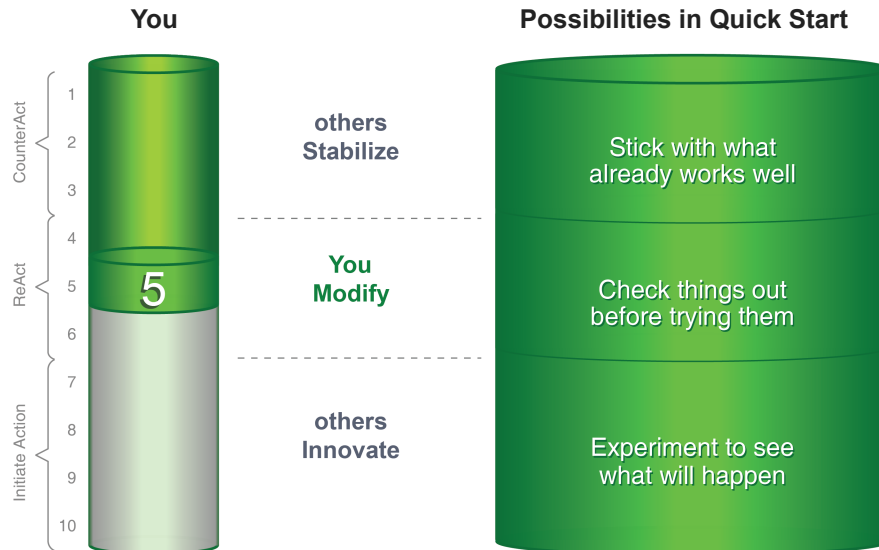 You
Possibilities in Quick Start
CounterAct
1
2
3
ReAct
4
5
6
Initiate Action
7
8
9
10
5
others
Stabilize
You
Modify
others
Innovate
Stick with what
already works well
Check things out
before trying them
Experiment to see
what will happen